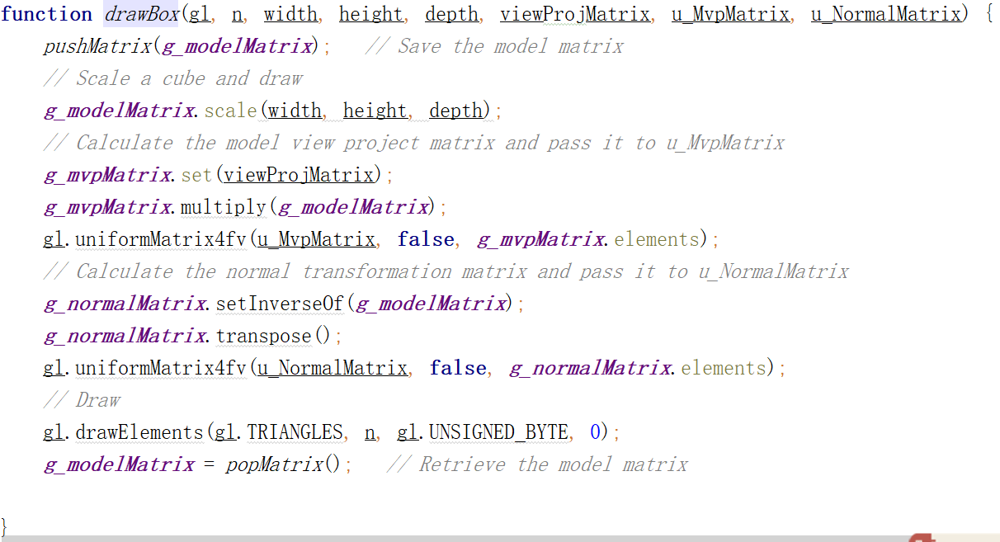 function drawBox(gl, n, width, height, depth, viewProjMatrix, u_MvpMatrix, u_NormalMatrix) {
pushMatrix(g_modelMatrix);   // Save the model matrix
// Scale a cube and draw
g_modelMatrix.scale(width, height, depth);
// Calculate the model view project matrix and pass it to u_MvpMatrix
g_mvpMatrix.set(viewProjMatrix);
g_mvpMatrix.multiply(g_modelMatrix);
gl.uniformMatrix4fv(u_MvpMatrix, false, g_mvpMatrix.elements);
// Calculate the normal transformation matrix and pass it to u_NormalMatrix
g_normalMatrix.setInverseOf(g_modelMatrix);
g_normalMatrix.transpose();
gl.uniformMatrix4fv(u_NormalMatrix, false, g_normalMatrix.elements);
// Draw
gl.drawElements(gl.TRIANGLES, n, gl.UNSIGNED_BYTE, 0);
g_modelMatrix = popMatrix();   // Retrieve the model matrix
}